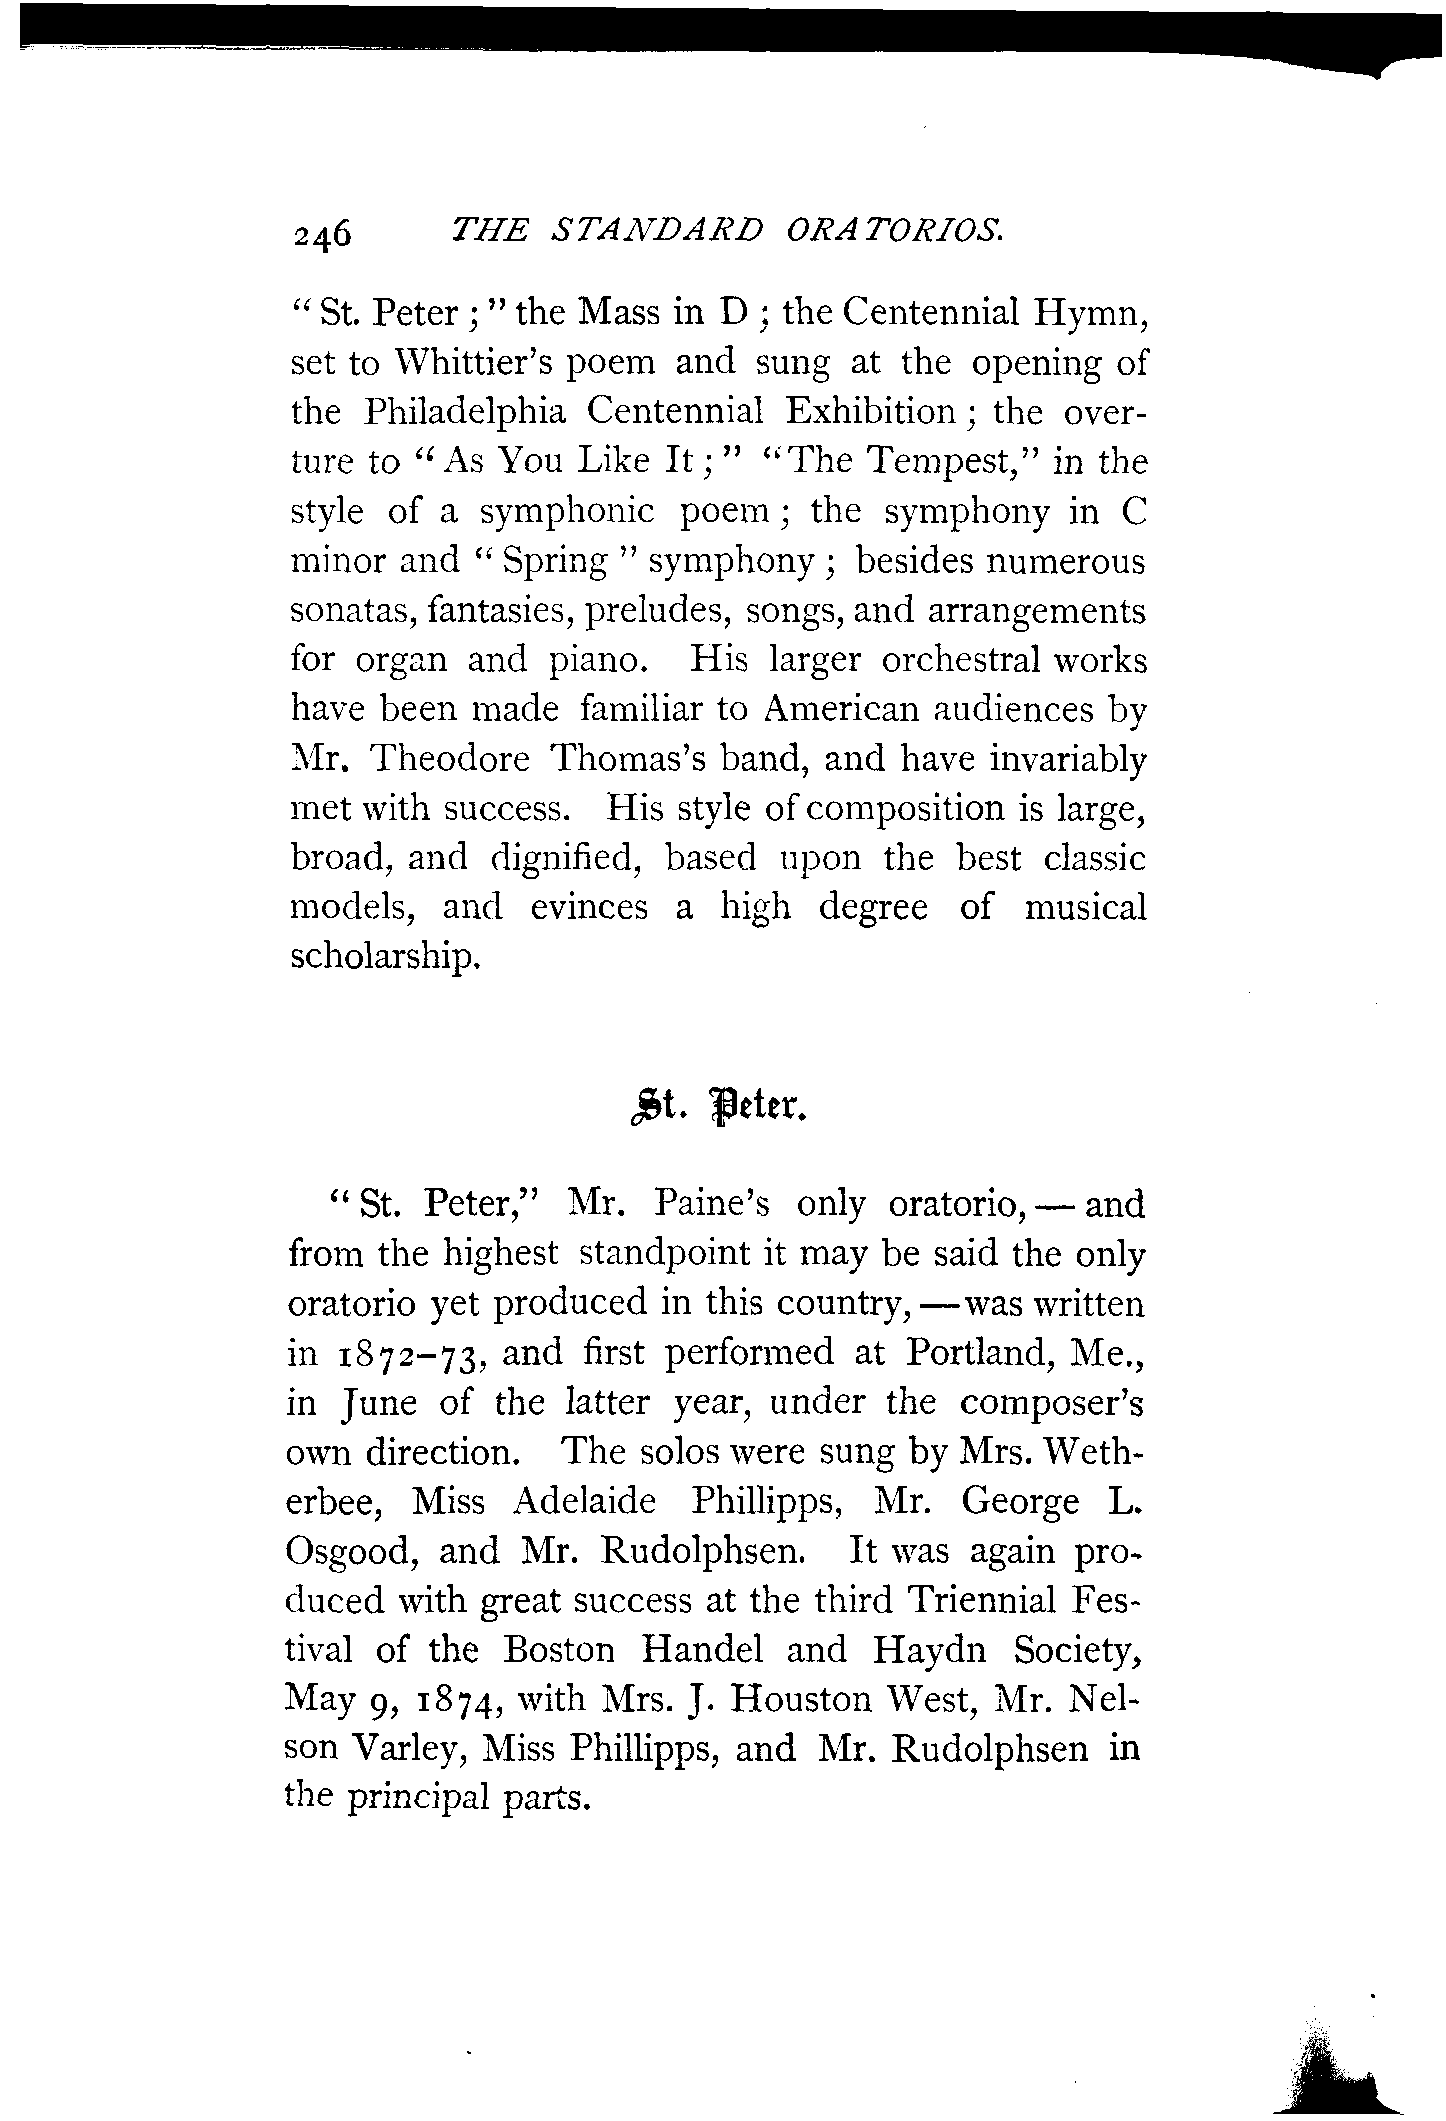 246 THE STANDARD ORATORIOS.
“St. Peter;” the Mass in D; the Centennial Hymn,
set to Whittier’s poem and sung at the opening of
the Philadelphia Centennial Exhibition; the over-
ture to “As You Like It;” “The Tempest,” in the
style of a symphonic poem; the symphony in C
minor and “Spring” symphony; besides numerous
sonatas, fantasies, preludes, songs, and arrangements
for organ and piano. His larger orchestral works
have been made familiar to American audiences by
Mr. Theodore Thomas’s band, and have invariably
met with success. His style of composition is large,
broad, and dignified, based upon the best classic
models, and evinces a high degree of musical
scholarship.
St. Peter.
“St. Peter,” Mr. Paine’s only oratorio,—and
from the highest standpoint it may be said the only
oratorio yet produced in this country,—was written
in 1872–73, and first performed at Portland, Me.,
in June of the latter year, under the composer’s
own direction. The solos were sung by Mrs. Weth-
erbee, Miss Adelaide Phillipps, Mr. George L.
Osgood, and Mr. Rudolphsen. It was again pro-
duced with great success at the third Triennial Fes-
tival of the Boston Handel and Haydn Society,
May 9, 1874, with Mrs. J. Houston West, Mr. Nel-
son Varley, Miss Phillipps, and Mr. Rudolphsen in
the principal parts.